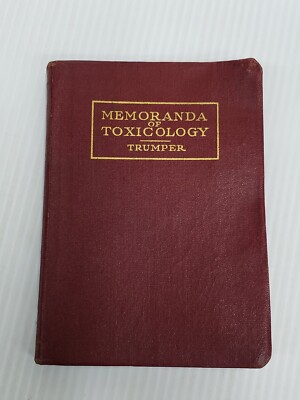 MEMORANDA
OF
TOXICOLOGY
TRUMPER